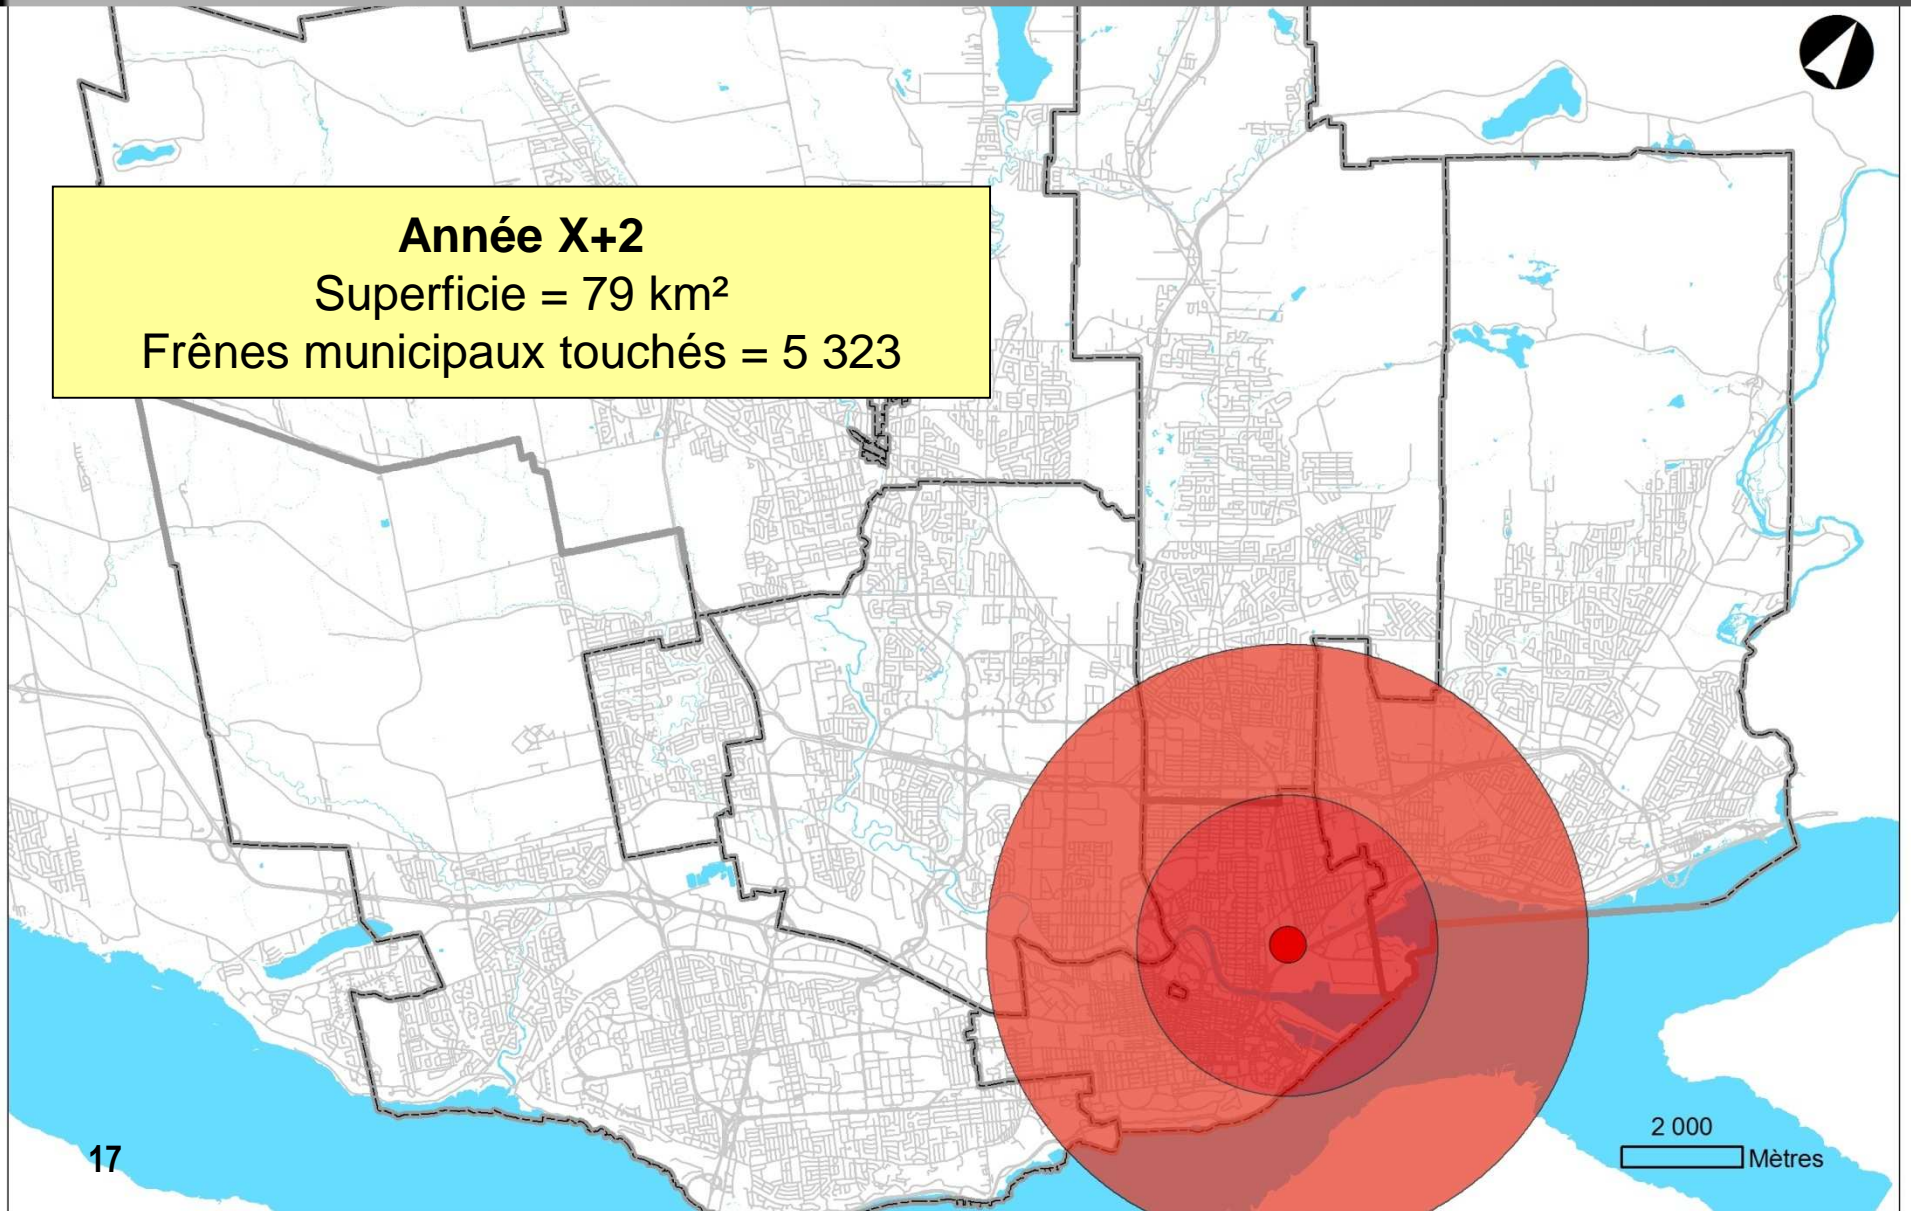 Année X+2
Superficie = 79 km²
Frênes municipaux touchés = 5 323
2 000
Mètres
17